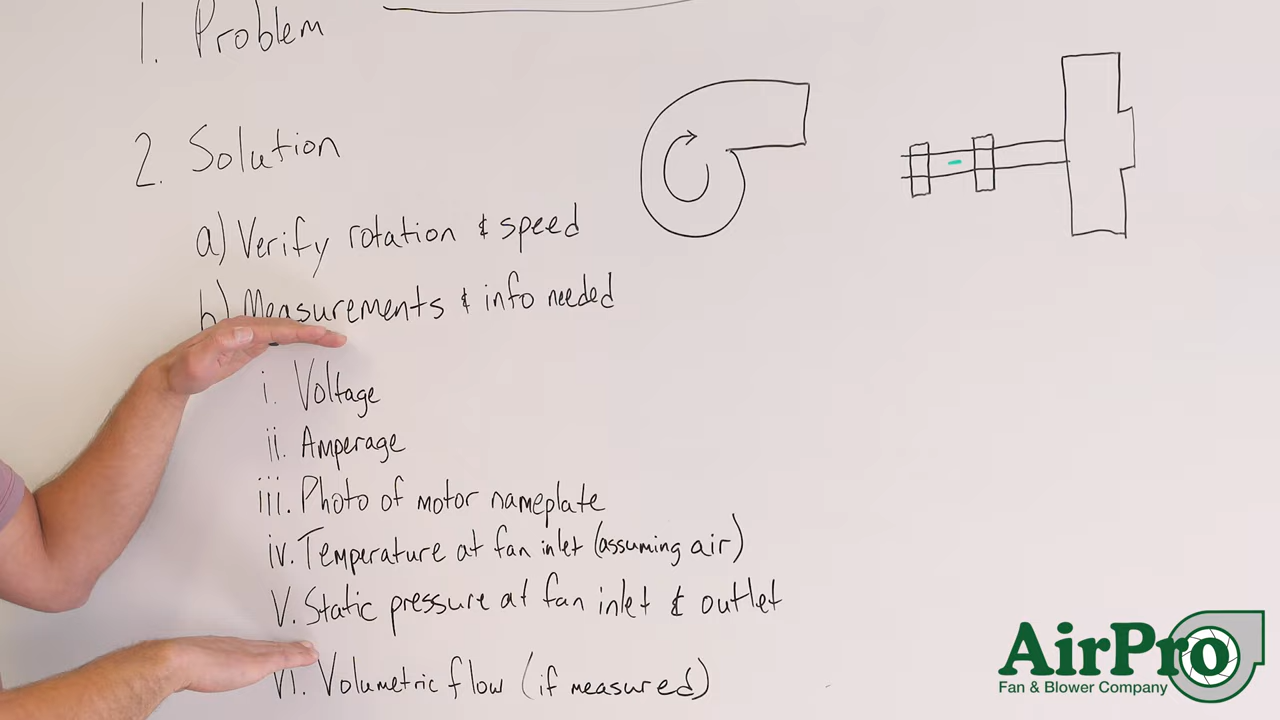 1. Problem
2. Solution
a) Verify rotation & speed
b) Measurements & info needed
i. Voltage
ii. Amperage
iii. Photo of motor nameplate
iv. Temperature at fan inlet (assuming air)
V. Static pressure at fan inlet & outlet
VI. Volumetric flow (if measured)
AirPro
Fan & Blower Company